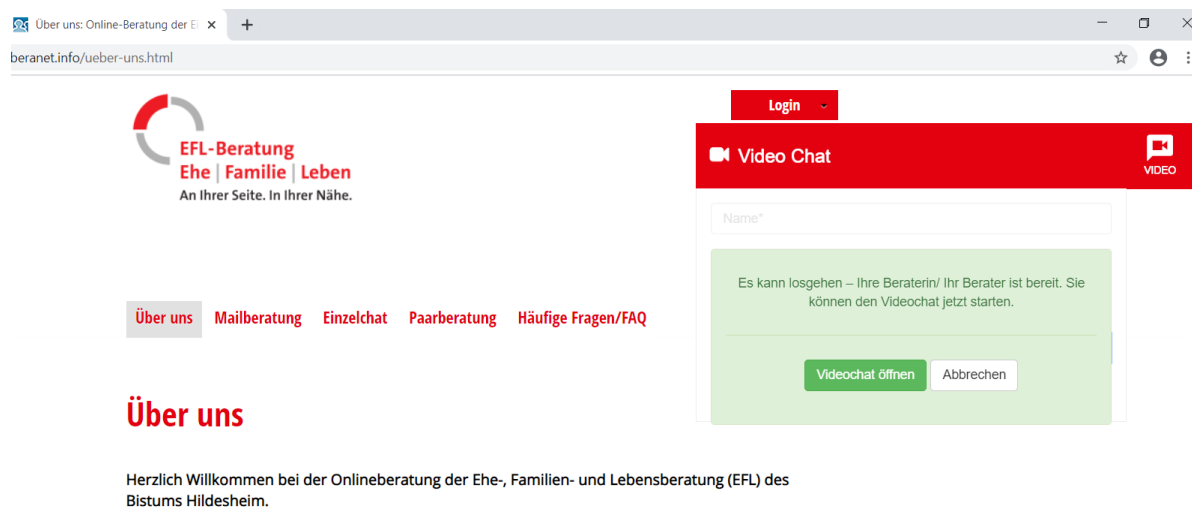 Über uns: Online-Beratung der E
beranet.info/ueber-uns.html
Login
EFL-Beratung
Ehe | Familie | Leben
An Ihrer Seite. In Ihrer Nähe.
Video Chat
VIDEO
Name*
Es kann losgehen – Ihre Beraterin/ Ihr Berater ist bereit. Sie
können den Videochat jetzt starten.
Videochat öffnen Abbrechen
Über uns Mailberatung Einzelchat Paarberatung Häufige Fragen/FAQ
Über uns
Herzlich Willkommen bei der Onlineberatung der Ehe-, Familien- und Lebensberatung (EFL) des
Bistums Hildesheim.